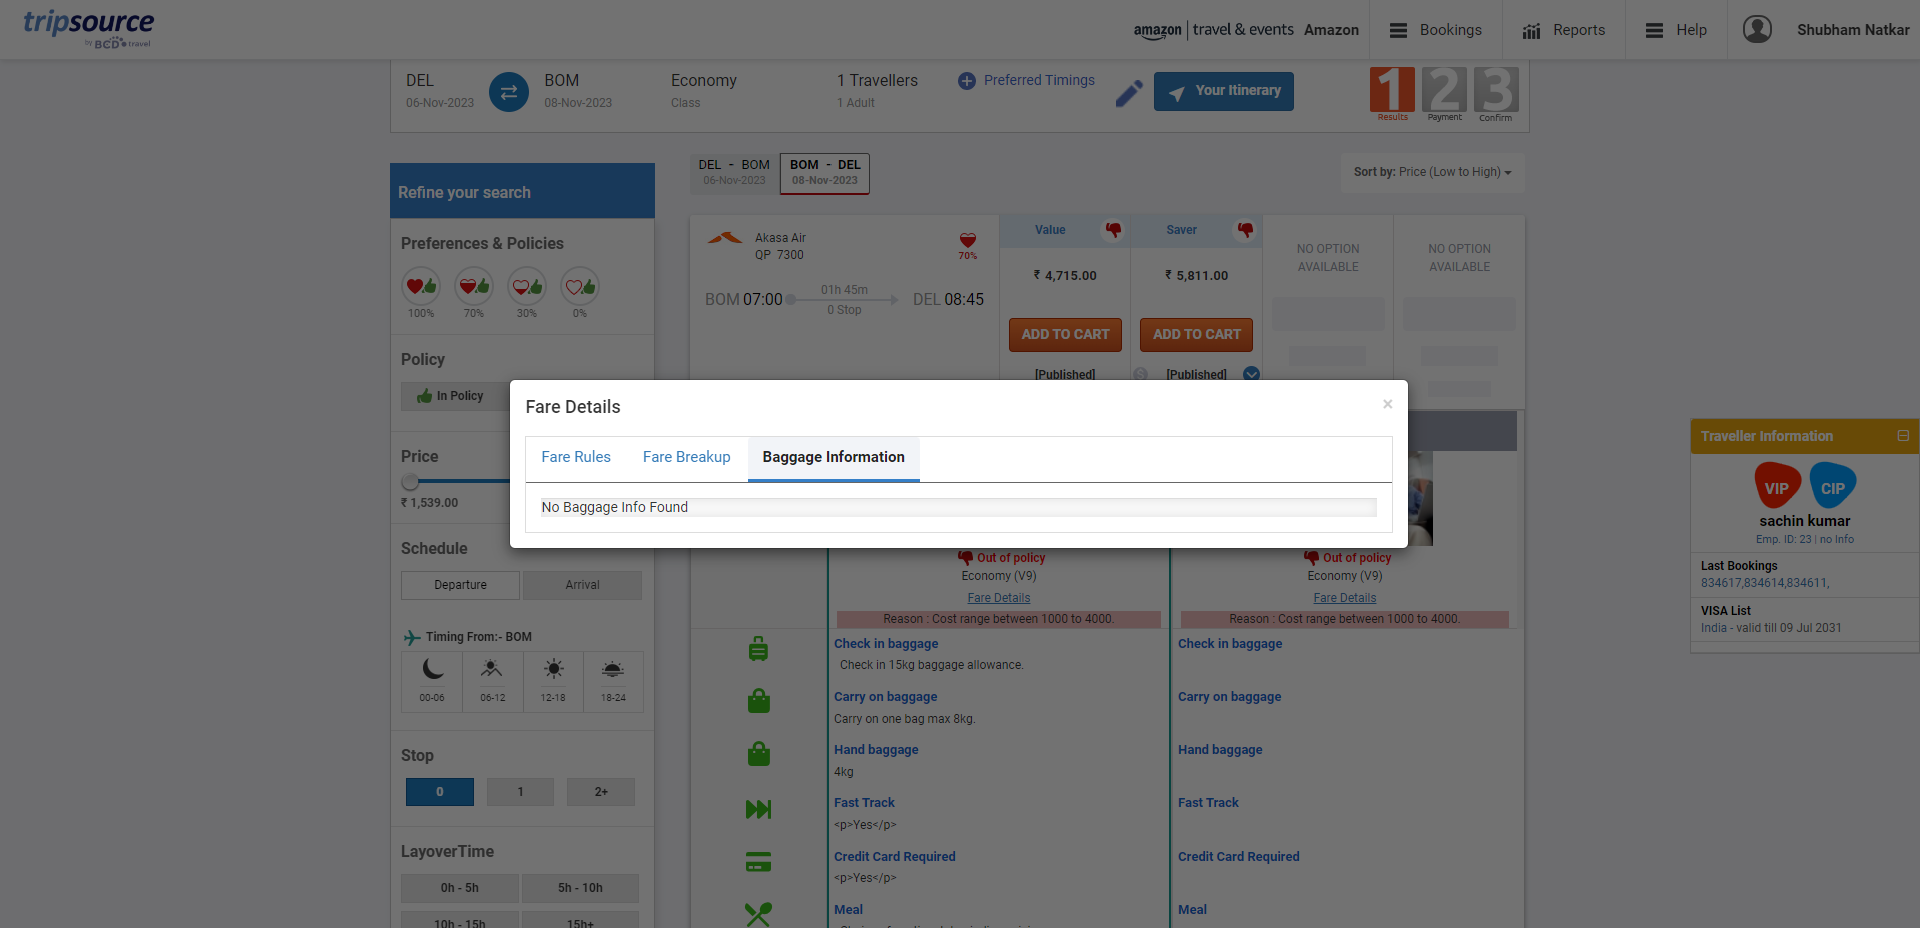 tripsource
by BCD travel
amazon | travel & events Amazon
Bookings
Reports
Help
Shubham Natkar
DEL
06-Nov-2023
BOM
08-Nov-2023
Economy
Class
1 Travellers
1 Adult
Preferred Timings
Your Itinerary
1 2 3
Results Payment Confirm
Refine your search
Preferences & Policies
100% 70% 30% 0%
Policy
In Policy
Price
₹ 1,539.00
Schedule
Departure Arrival
Timing From:- BOM
00-06 06-12 12-18 18-24
Stop
0 1 2+
LayoverTime
0h - 5h 5h - 10h
10h - 15h 15h+
DEL - BOM
06-Nov-2023
BOM - DEL
08-Nov-2023
Sort by: Price (Low to High)
Akasa Air
QP 7300
70%
BOM 07:00
01h 45m
0 Stop
DEL 08:45
Value
₹ 4,715.00
ADD TO CART
[Published]
Saver
₹ 5,811.00
ADD TO CART
[Published]
NO OPTION
AVAILABLE
NO OPTION
AVAILABLE
Fare Details
×
Fare Rules Fare Breakup Baggage Information
No Baggage Info Found
Out of policy
Economy (V9)
Fare Details
Reason : Cost range between 1000 to 4000.
Out of policy
Economy (V9)
Fare Details
Reason : Cost range between 1000 to 4000.
Check in baggage
Check in 15kg baggage allowance.
Carry on baggage
Carry on one bag max 8kg.
Hand baggage
4kg
Fast Track
<p>Yes</p>
Credit Card Required
<p>Yes</p>
Meal
Check in baggage
Carry on baggage
Hand baggage
Fast Track
Credit Card Required
Meal
Traveller Information
VIP CIP
sachin kumar
Emp. ID: 23 | no Info
Last Bookings
834617,834614,834611,
VISA List
India - valid till 09 Jul 2031